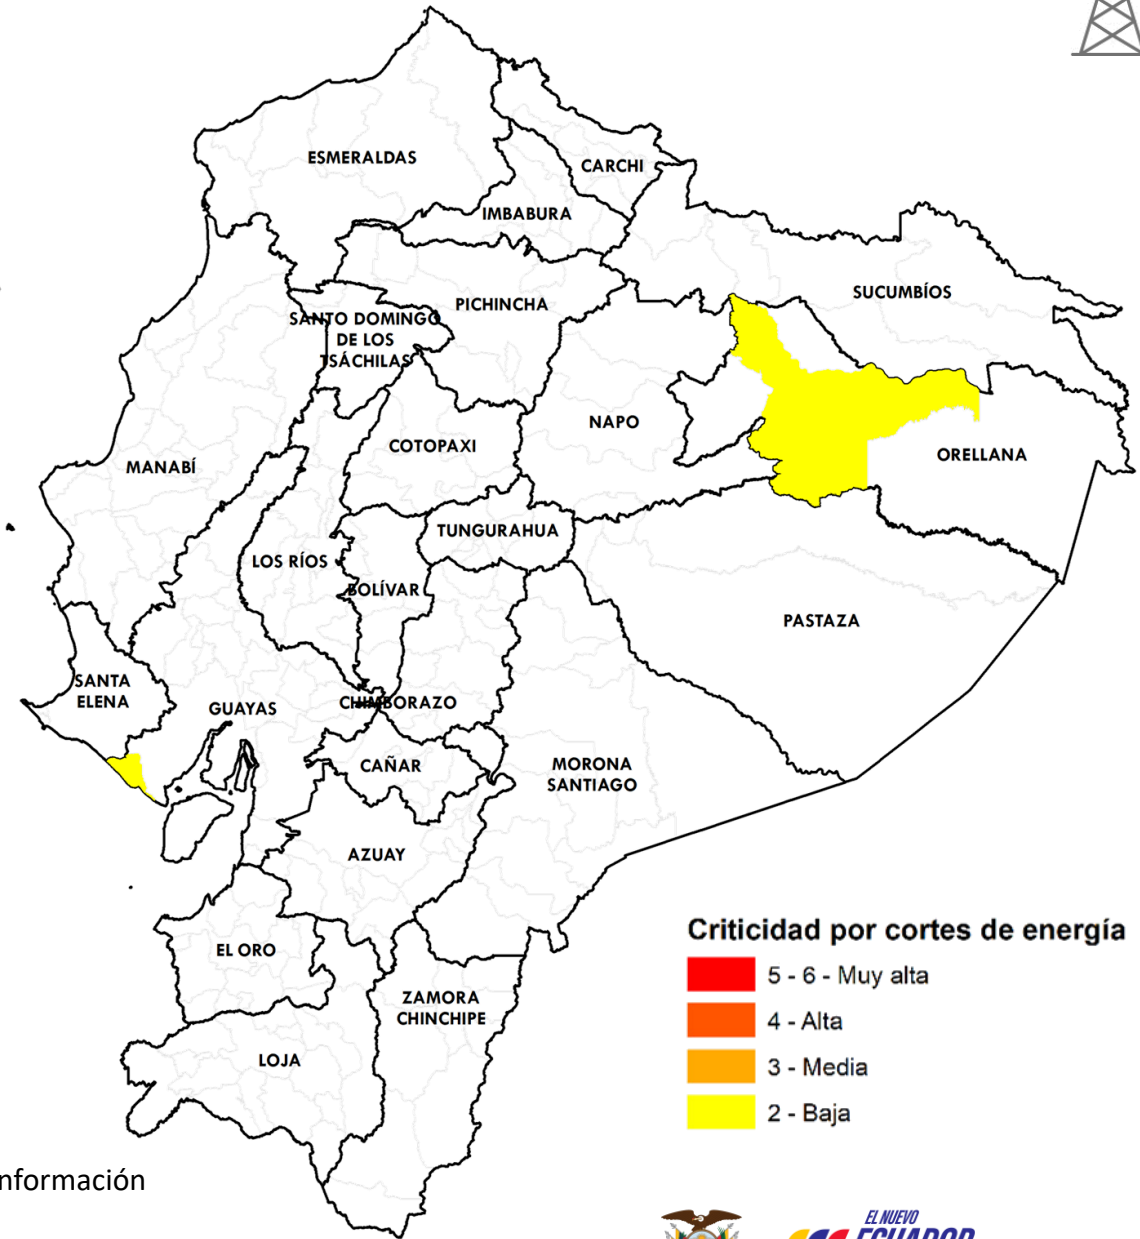 ESMERALDAS
CARCHI
IMBABURA
SUCUMBÍOS
PICHINCHA
SANTO DOMINGO
DE LOS
TSÁCHILAS
NAPO
COTOPAXI
ORELLANA
MANABÍ
TUNGURAHUA
LOS RÍOS
BOLÍVAR
PASTAZA
SANTA
ELENA
GUAYAS
CHIMBORAZO
CAÑAR
MORONA
SANTIAGO
AZUAY
EL ORO
ZAMORA
CHINCHIPE
LOJA
Criticidad por cortes de energía
5 - 6 - Muy alta
4 - Alta
3 - Media
2 - Baja
nformación
EL NUEVO
ECUADOR